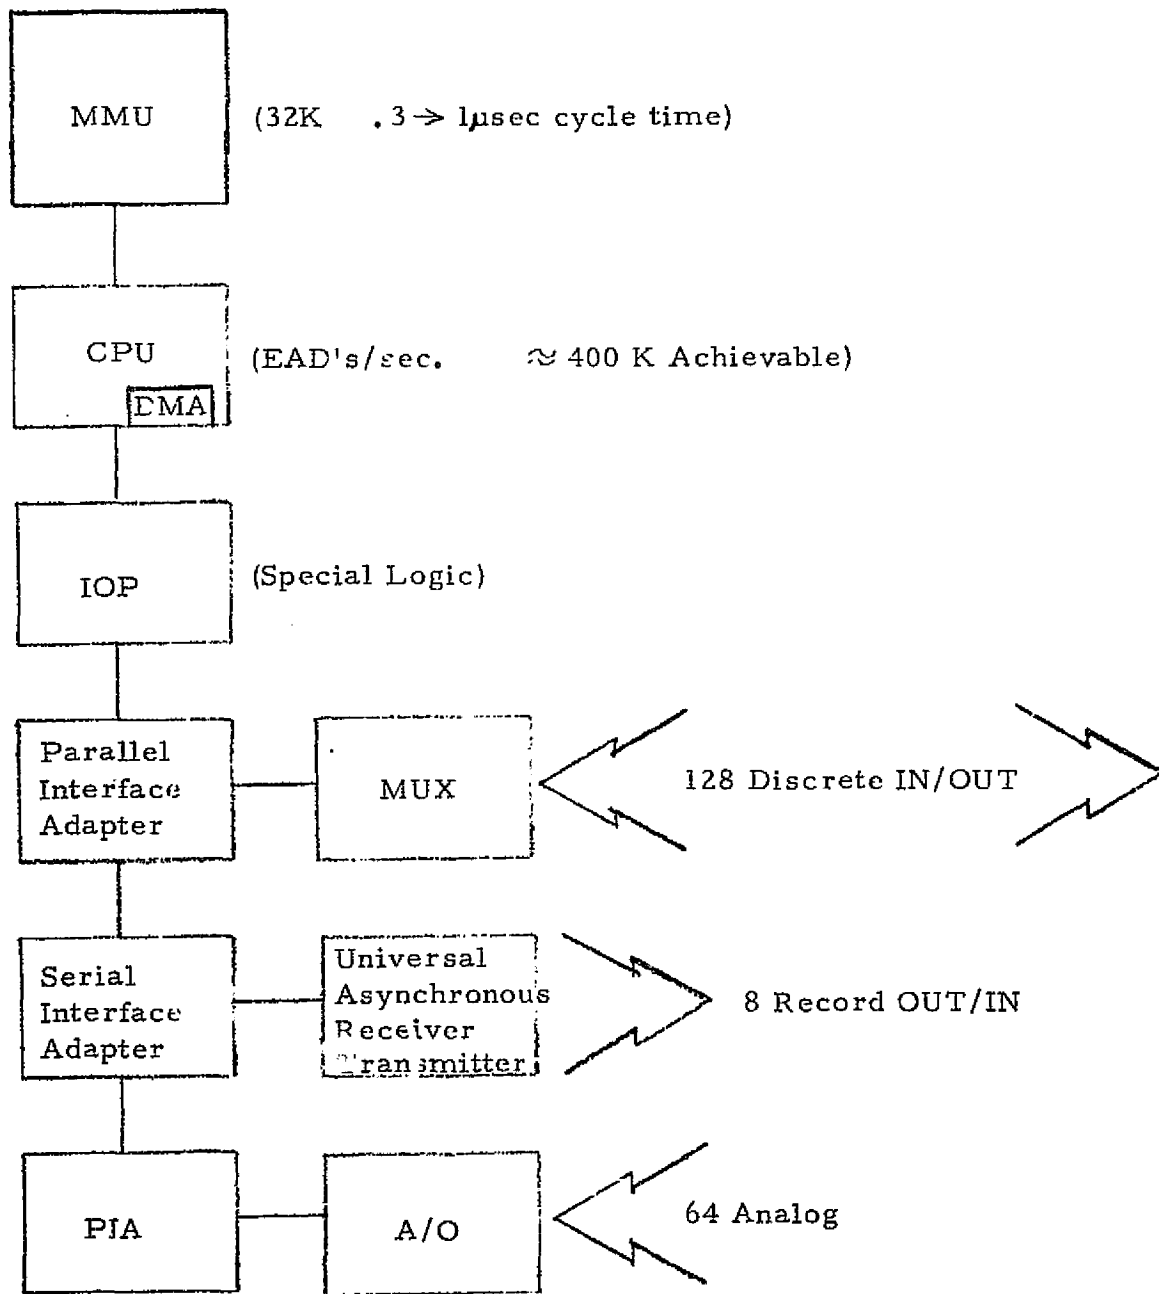 MMU
(32K .3→ 1μsec cycle time)
CPU
(EAD's/sec. ≈ 400 K Achievable)
DMA
IOP
(Special Logic)
Parallel
Interface
Adapter
MUX
128 Discrete IN/OUT
Serial
Interface
Adapter
Universal
Asynchronous
Receiver
Transmitter
8 Record OUT/IN
PIA
A/O
64 Analog